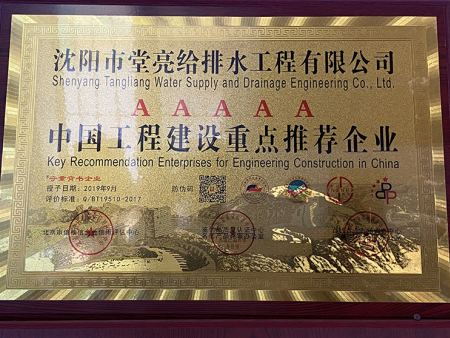 沈阳市堂亮给排水工程有限公司
Shenyang Tangliang Water Supply and Drainage Engineering Co., Ltd.
AAAAA
中国工程建设重点推荐企业
Key Recommendation Enterprises for Engineering Construction in China
授予日期：2019年9月
防伪码：
评价标准：Q/BT19510-2017